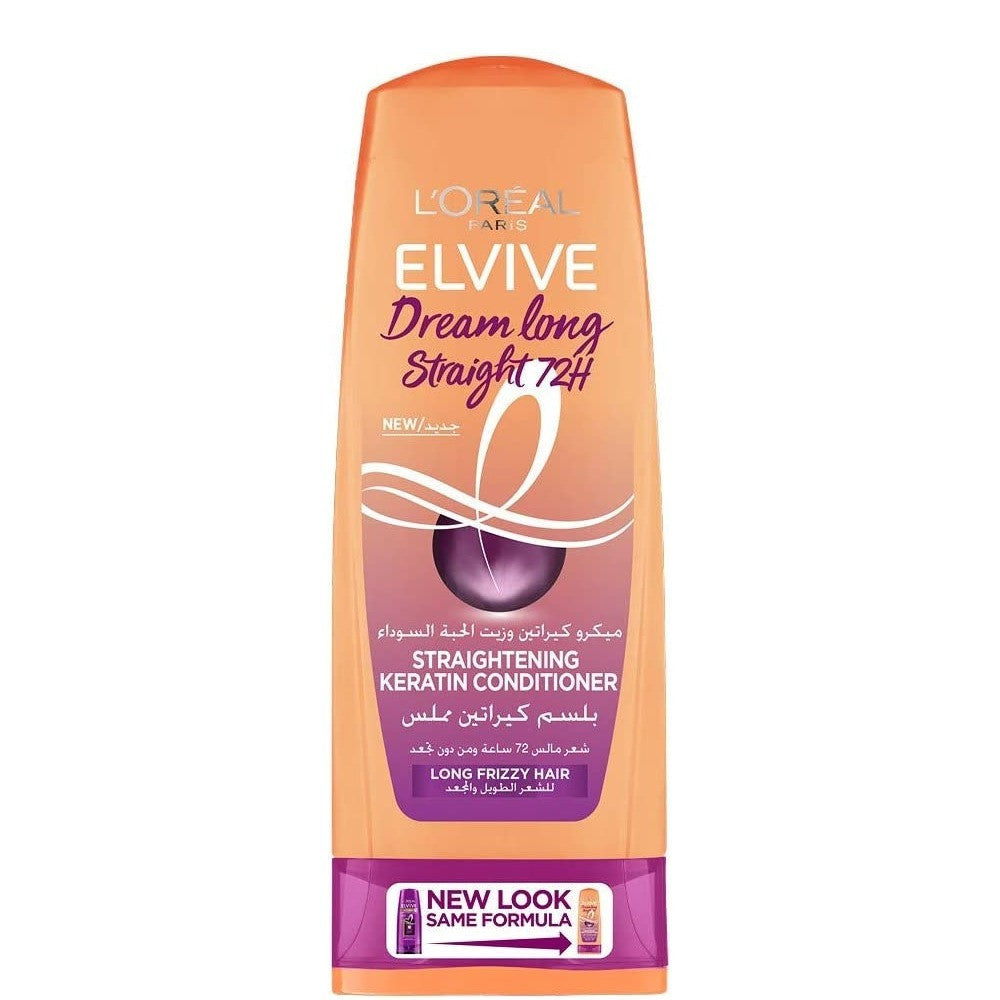 L'ORÉAL
PARIS
ELVIVE
Dream long
Straight 72H
NEW/جديد
ميكرو كيراتين وزيت الحبة السوداء
STRAIGHTENING
KERATIN CONDITIONER
بلسم كيراتين مملس
شعر مالس 72 ساعة ومن دون تجعد
LONG FRIZZY HAIR
للشعر الطويل والمجعد
NEW LOOK
SAME FORMULA